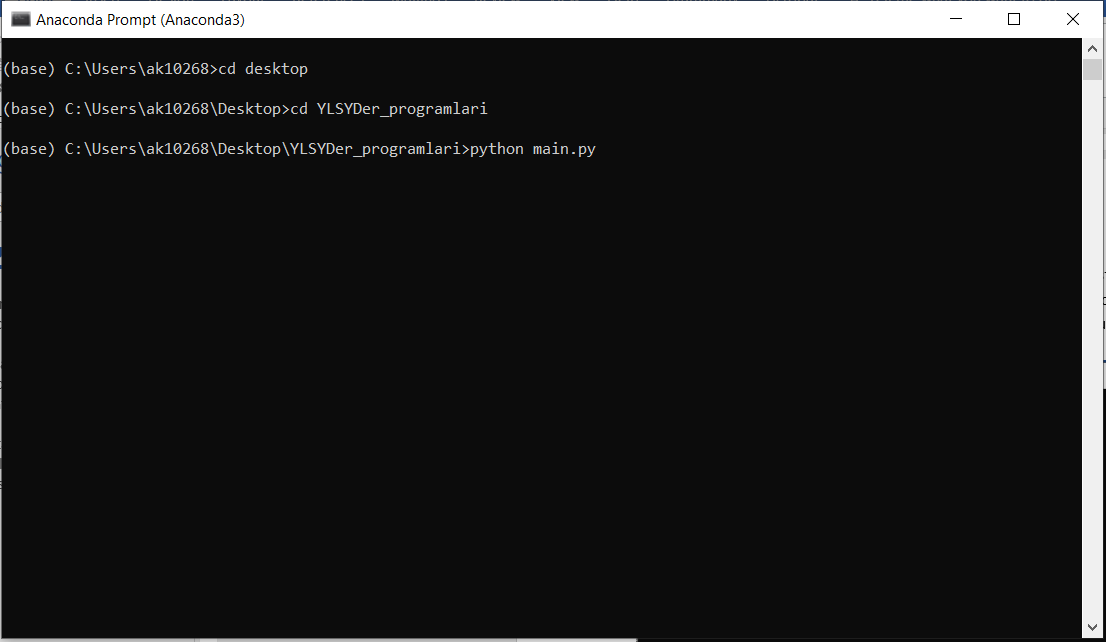 Anaconda Prompt (Anaconda3)
(base) C:\Users\ak10268>cd desktop
(base) C:\Users\ak10268\Desktop>cd YLSYDer_programlari
(base) C:\Users\ak10268\Desktop\YLSYDer_programlari>python main.py